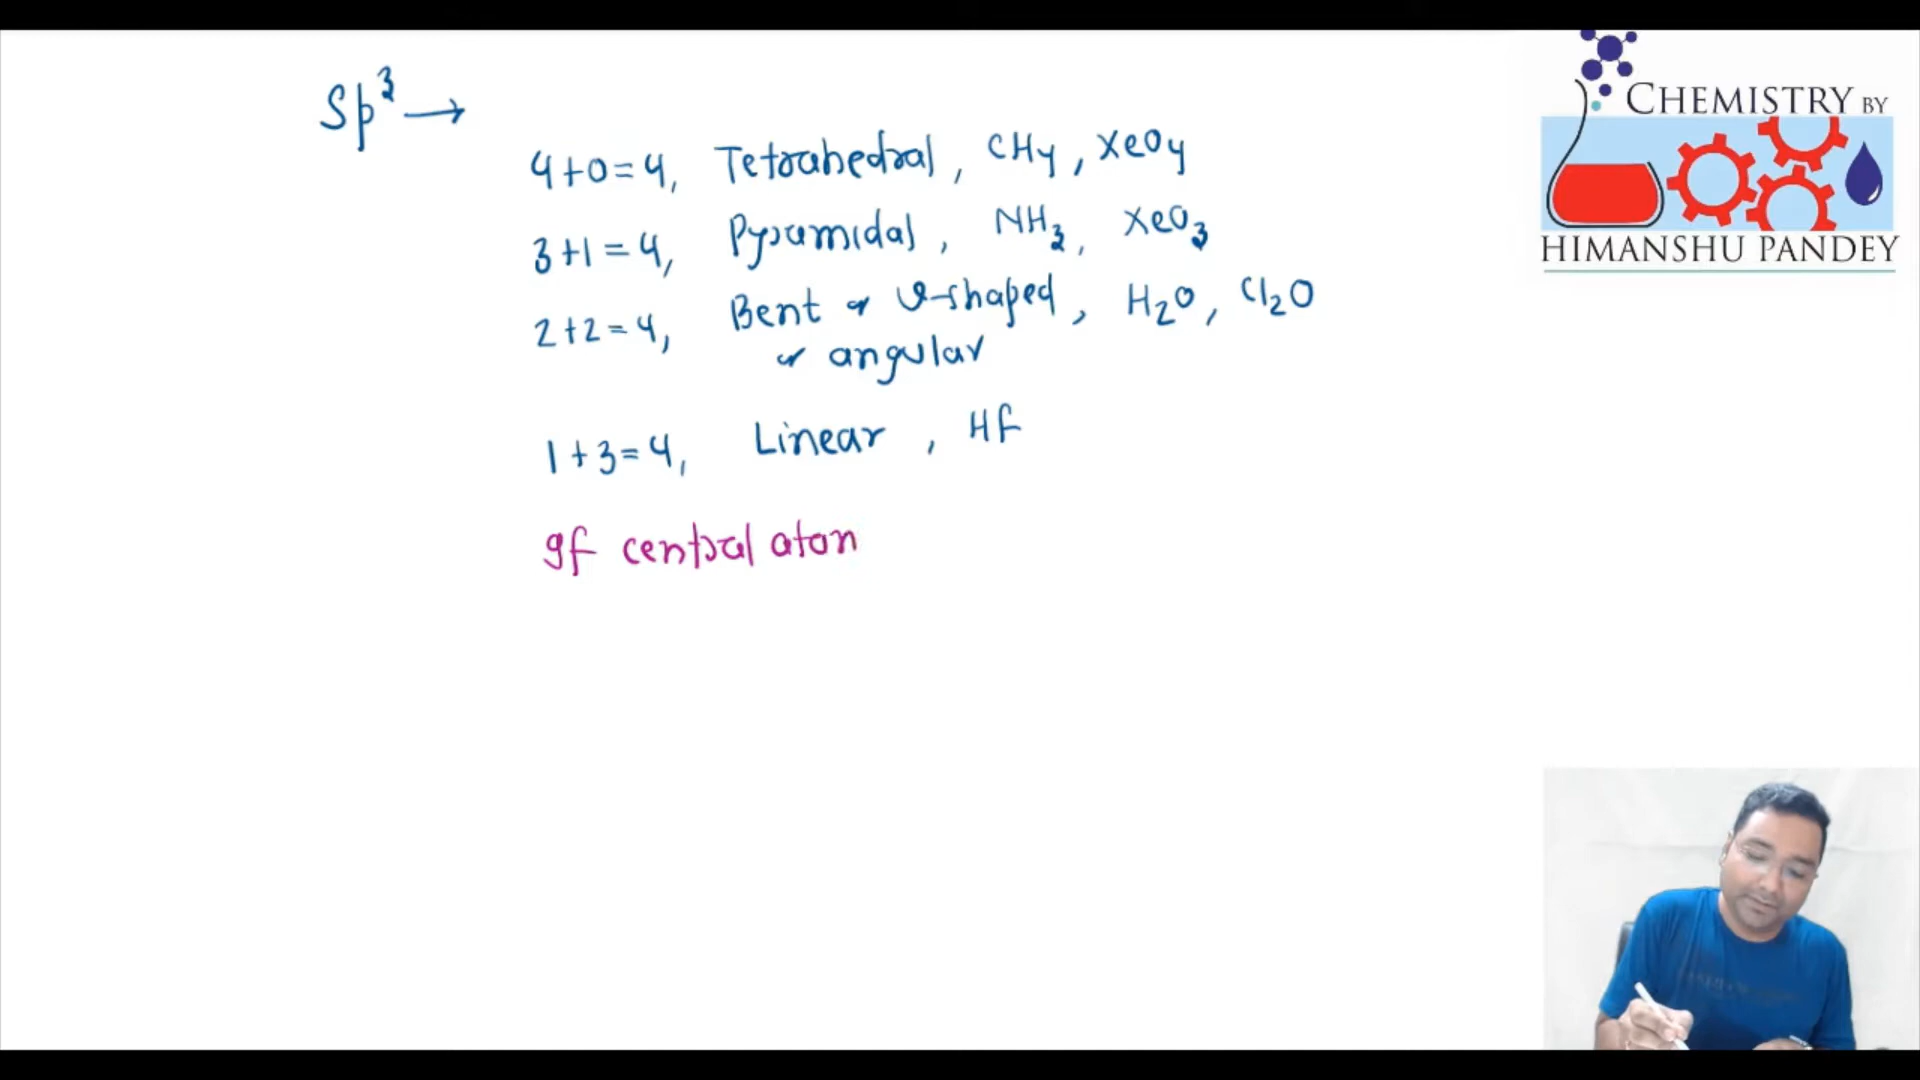 Sp³ →
4+0=4, Tetrahedral, CH4, XeO4
3+1=4, Pyramidal, NH3, XeO3
2+2=4, Bent or V-shaped, H2O, Cl2O
or angular
1+3=4, Linear, HF
If central atom
CHEMISTRY BY
HIMANSHU PANDEY